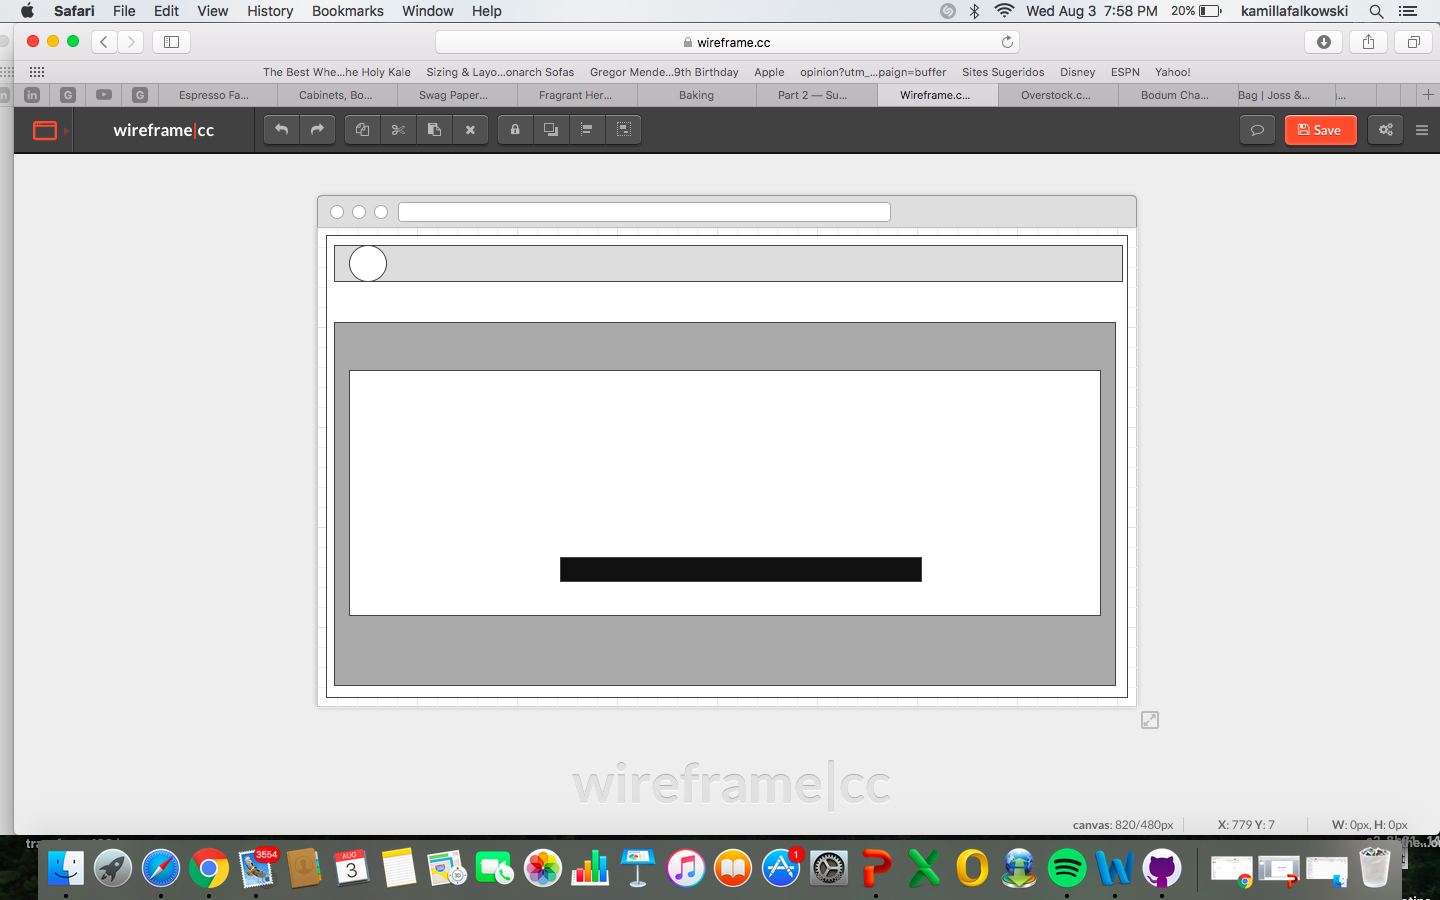 Safari File Edit View History Bookmarks Window Help Wed Aug 3 7:58 PM 20% kamillafalkowski
wireframe.cc
The Best Whe...he Holy Kale Sizing & Layo...onarch Sofas Gregor Mende...9th Birthday Apple opinion?utm_...paign=buffer Sites Sugeridos Disney ESPN Yahoo!
in G G Espresso Fa... Cabinets, Bo... Swag Paper... Fragrant Her... Baking Part 2 — Su... Wireframe.c... Overstock.c... Bodum Cha... Bag | Joss &...
wireframe|cc Save
wireframe|cc
canvas: 820/480px X: 779 Y: 7 W: 0px, H: 0px
3554
AUG
3
3D
1